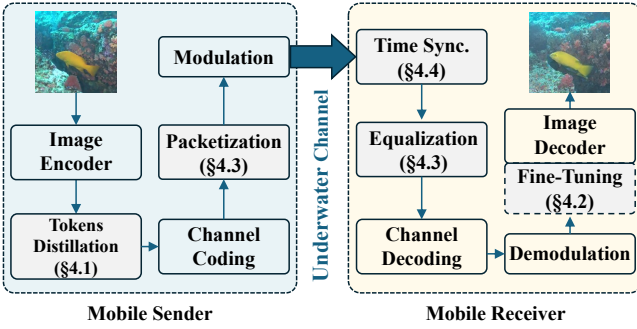 Image
Encoder
Tokens
Distillation
(§4.1)
Channel
Coding
Packetization
(§4.3)
Modulation
Mobile Sender
Underwater Channel
Time Sync.
(§4.4)
Equalization
(§4.3)
Channel
Decoding
Demodulation
Fine-Tuning
(§4.2)
Image
Decoder
Mobile Receiver